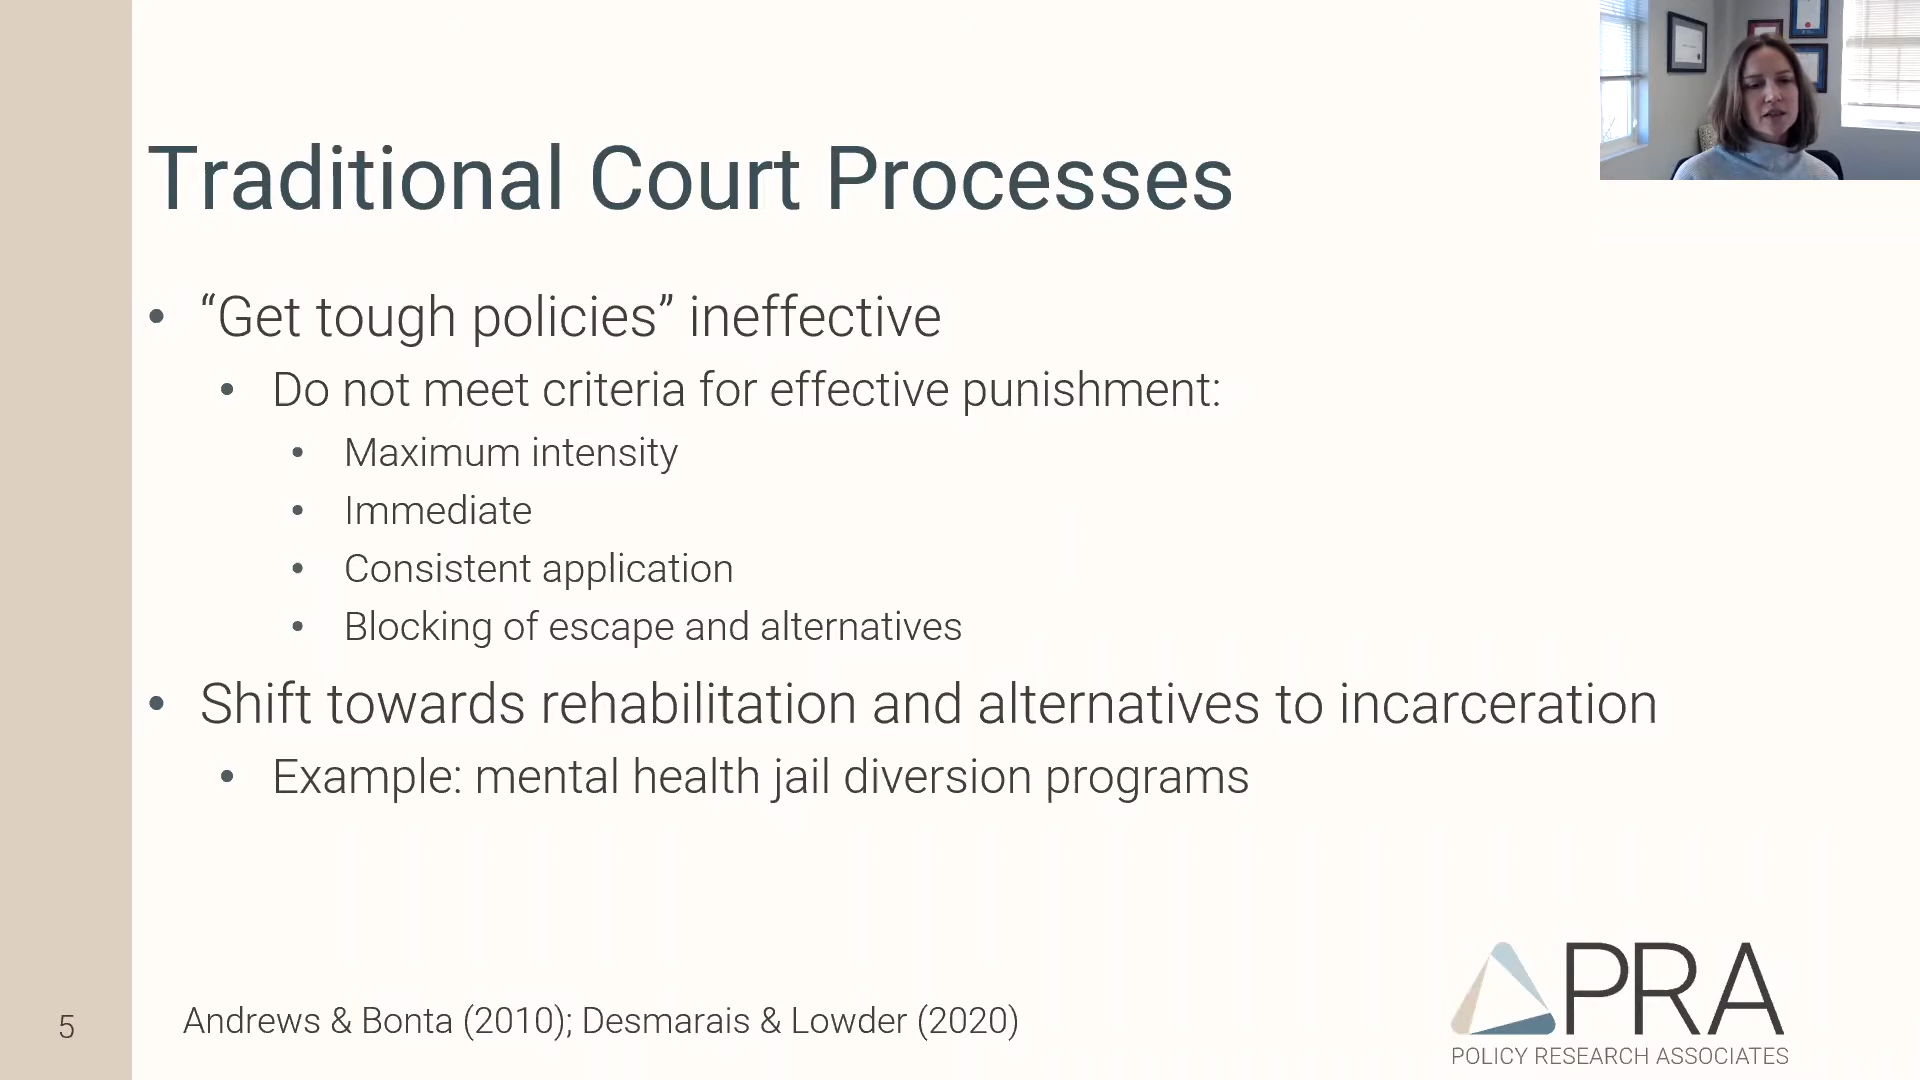 Traditional Court Processes
• “Get tough policies” ineffective
• Do not meet criteria for effective punishment:
• Maximum intensity
• Immediate
• Consistent application
• Blocking of escape and alternatives
• Shift towards rehabilitation and alternatives to incarceration
• Example: mental health jail diversion programs
5
Andrews & Bonta (2010); Desmarais & Lowder (2020)
PRA
POLICY RESEARCH ASSOCIATES